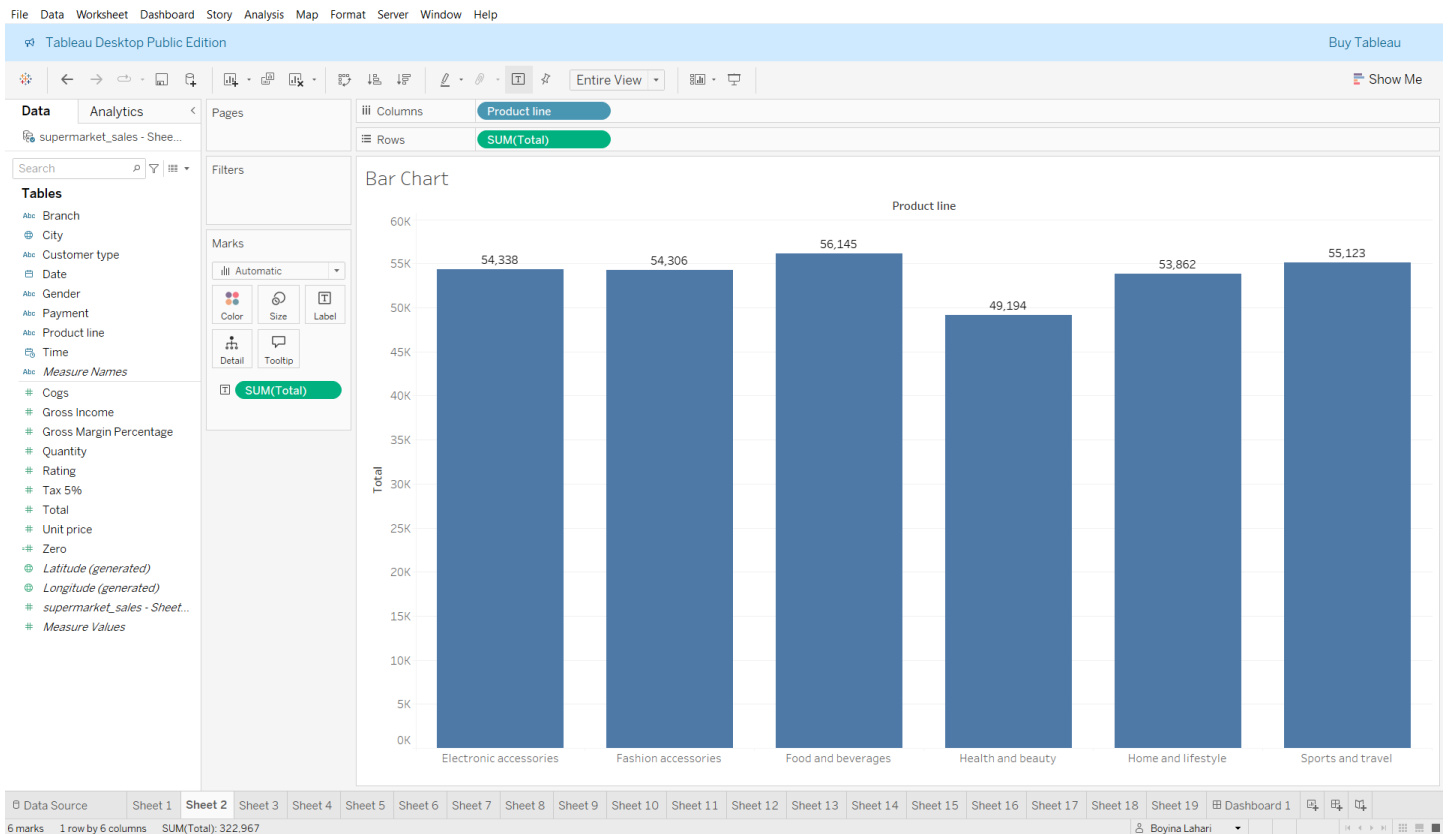 File Data Worksheet Dashboard Story Analysis Map Format Server Window Help
Tableau Desktop Public Edition
Buy Tableau
Entire View
Show Me
Data
Analytics
supermarket_sales - Shee...
Search
Tables
Abc Branch
City
Abc Customer type
Date
Abc Gender
Abc Payment
Abc Product line
Time
Abc Measure Names
# Cogs
# Gross Income
# Gross Margin Percentage
# Quantity
# Rating
# Tax 5%
# Total
# Unit price
=# Zero
Latitude (generated)
Longitude (generated)
# supermarket_sales - Sheet...
# Measure Values
Pages
Filters
Marks
Automatic
Color
Size
T
Label
Detail
Tooltip
T SUM(Total)
Columns
Product line
Rows
SUM(Total)
Bar Chart
Product line
60K
55K
50K
45K
40K
35K
30K
25K
20K
15K
10K
5K
0K
Total
54,338
54,306
56,145
49,194
53,862
55,123
Electronic accessories
Fashion accessories
Food and beverages
Health and beauty
Home and lifestyle
Sports and travel
Data Source
Sheet 1
Sheet 2
Sheet 3
Sheet 4
Sheet 5
Sheet 6
Sheet 7
Sheet 8
Sheet 9
Sheet 10
Sheet 11
Sheet 12
Sheet 13
Sheet 14
Sheet 15
Sheet 16
Sheet 17
Sheet 18
Sheet 19
Dashboard 1
6 marks 1 row by 6 columns SUM(Total): 322,967
Boyina Lahari